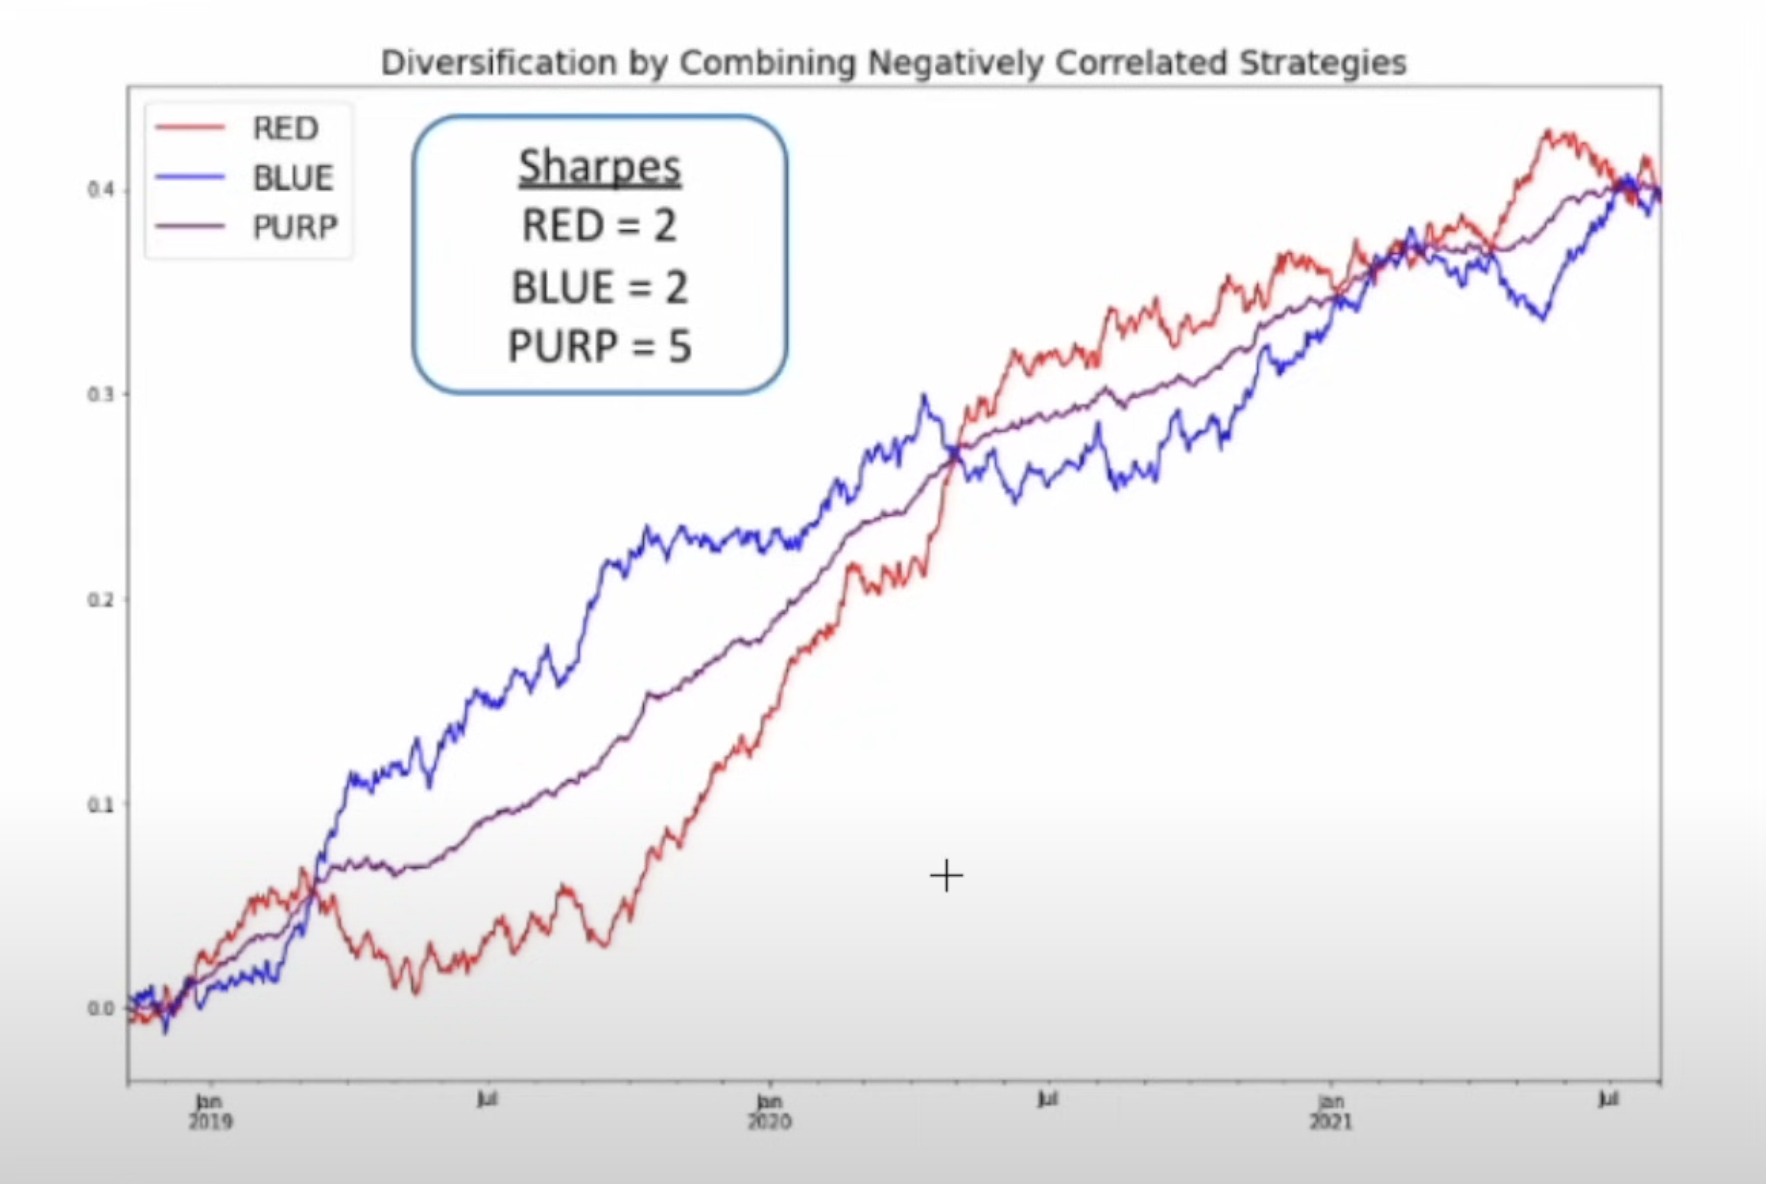 Diversification by Combining Negatively Correlated Strategies
RED
BLUE
PURP
Sharpes
RED = 2
BLUE = 2
PURP = 5
0.4
0.3
0.2
0.1
0.0
Jan
2019
Jul
Jan
2020
Jul
Jan
2021
Jul